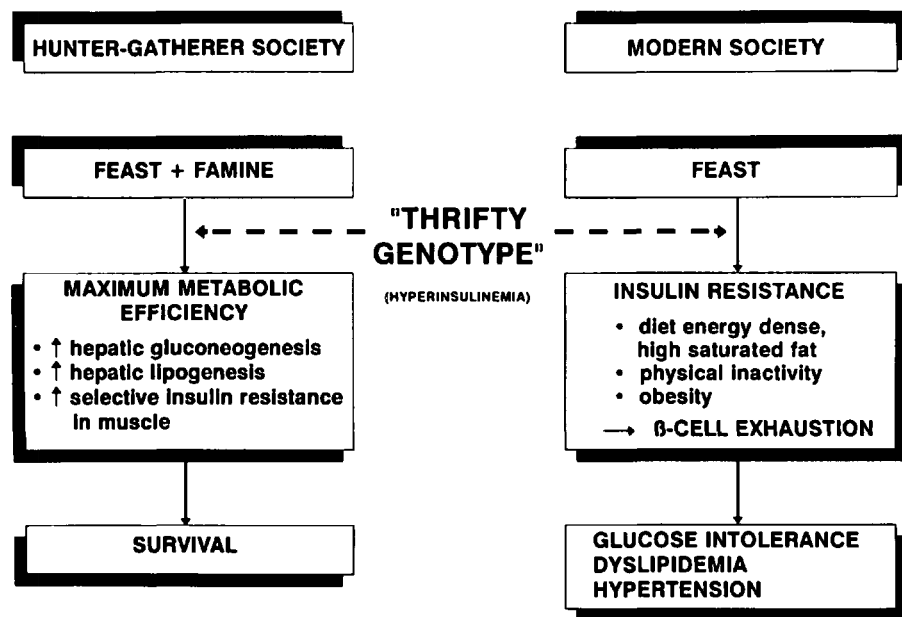 HUNTER-GATHERER SOCIETY
MODERN SOCIETY
FEAST + FAMINE
FEAST
"THRIFTY
GENOTYPE"
(HYPERINSULINEMIA)
MAXIMUM METABOLIC
EFFICIENCY
• ↑ hepatic gluconeogenesis
• ↑ hepatic lipogenesis
• ↑ selective insulin resistance
in muscle
INSULIN RESISTANCE
• diet energy dense,
high saturated fat
• physical inactivity
• obesity
→ ß-CELL EXHAUSTION
SURVIVAL
GLUCOSE INTOLERANCE
DYSLIPIDEMIA
HYPERTENSION